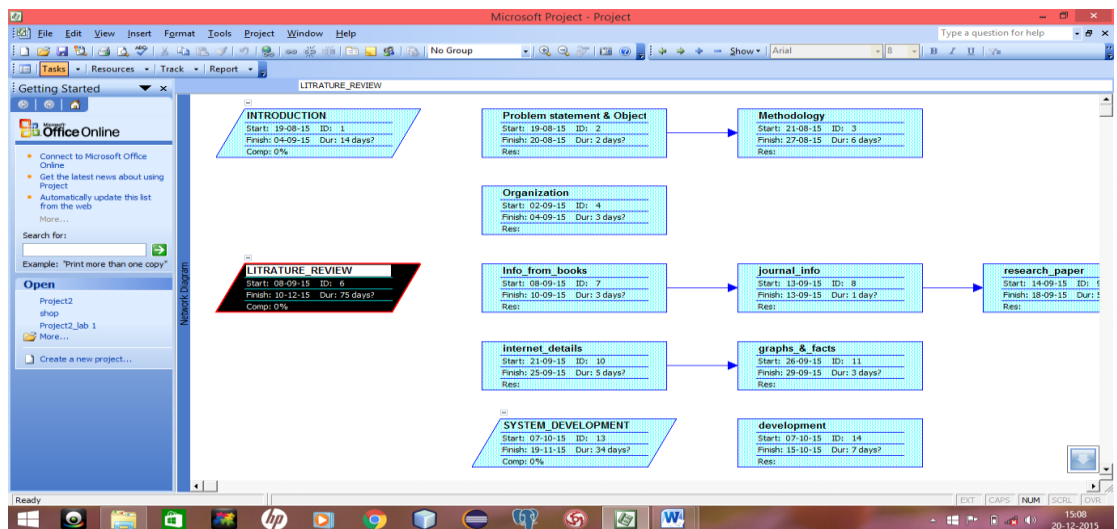 Microsoft Project - Project
File Edit View Insert Format Tools Project Window Help
Type a question for help
No Group
Show
Arial
8
B I U
Tasks Resources Track Report
Getting Started
LITRATURE_REVIEW
Microsoft
Office Online
Connect to Microsoft Office
Online
Get the latest news about using
Project
Automatically update this list
from the web
More...
Search for:
Example: "Print more than one copy"
Open
Project2
shop
Project2_lab 1
More...
Create a new project...
Network Diagram
INTRODUCTION
Start: 19-08-15 ID: 1
Finish: 04-09-15 Dur: 14 days?
Comp: 0%
Problem statement & Object
Start: 19-08-15 ID: 2
Finish: 20-08-15 Dur: 2 days?
Res:
Methodology
Start: 21-08-15 ID: 3
Finish: 27-08-15 Dur: 6 days?
Res:
Organization
Start: 02-09-15 ID: 4
Finish: 04-09-15 Dur: 3 days?
Res:
LITRATURE_REVIEW
Start: 08-09-15 ID: 6
Finish: 10-12-15 Dur: 75 days?
Comp: 0%
Info_from_books
Start: 08-09-15 ID: 7
Finish: 10-09-15 Dur: 3 days?
Res:
journal_info
Start: 13-09-15 ID: 8
Finish: 13-09-15 Dur: 1 day?
Res:
research_paper
Start: 14-09-15 ID:
Finish: 18-09-15 Dur:
Res:
internet_details
Start: 21-09-15 ID: 10
Finish: 25-09-15 Dur: 5 days?
Res:
graphs_&_facts
Start: 26-09-15 ID: 11
Finish: 29-09-15 Dur: 3 days?
Res:
SYSTEM_DEVELOPMENT
Start: 07-10-15 ID: 13
Finish: 19-11-15 Dur: 34 days?
Comp: 0%
development
Start: 07-10-15 ID: 14
Finish: 15-10-15 Dur: 7 days?
Res:
Ready
EXT CAPS NUM SCRL OVR
hp
W
15:08
20-12-2015